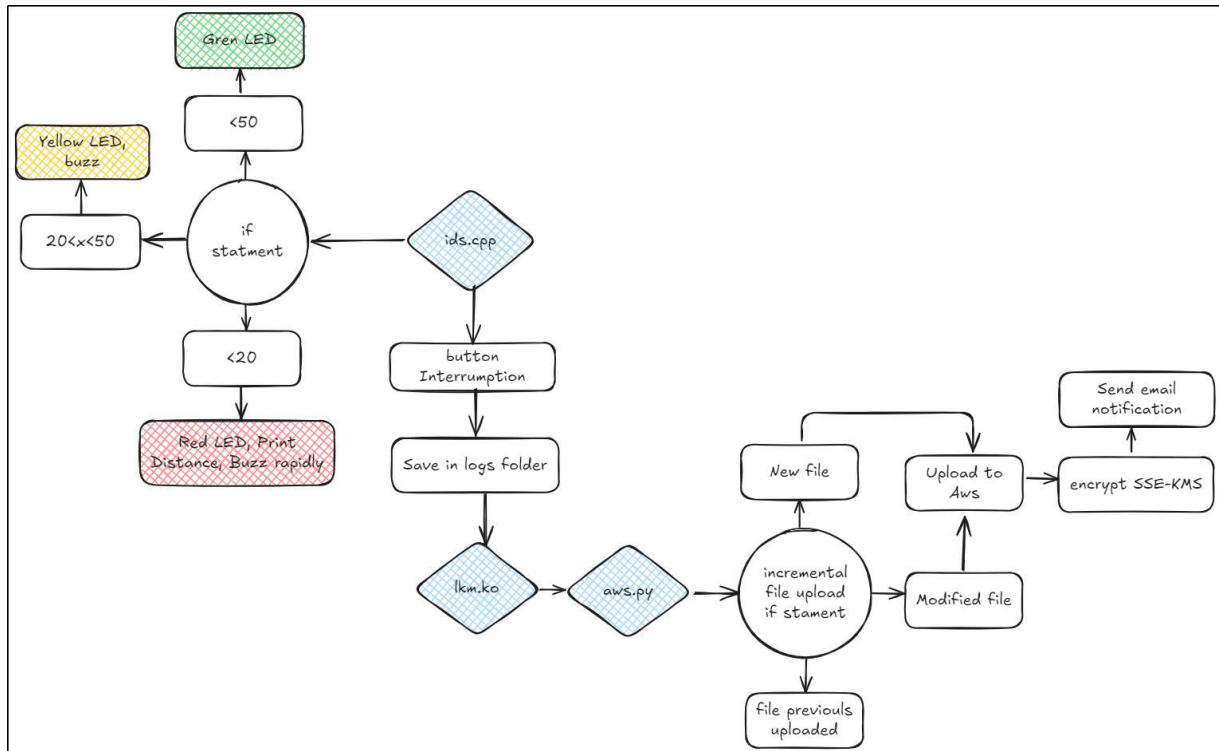 Gren LED
<50
Yellow LED,
buzz
20<x<50
if
statment
ids.cpp
<20
Red LED, Print
Distance, Buzz rapidly
button
Interruption
Save in logs folder
lkm.ko
aws.py
incremental
file upload
if stament
New file
Upload to
Aws
Modified file
file previouls
uploaded
encrypt SSE-KMS
Send email
notification